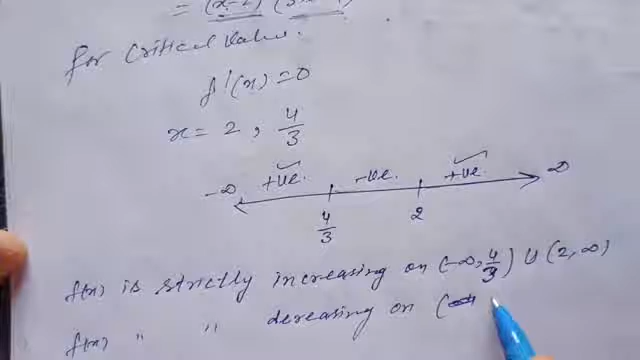 for Critical Value.
f'(x) = 0
x = 2 , 4/3
-∞ +ve. -ve. +ve. ∞
4/3 2
f(x) is strictly increasing on (-∞, 4/3) ∪ (2, ∞)
f(x) " " dereasing on (